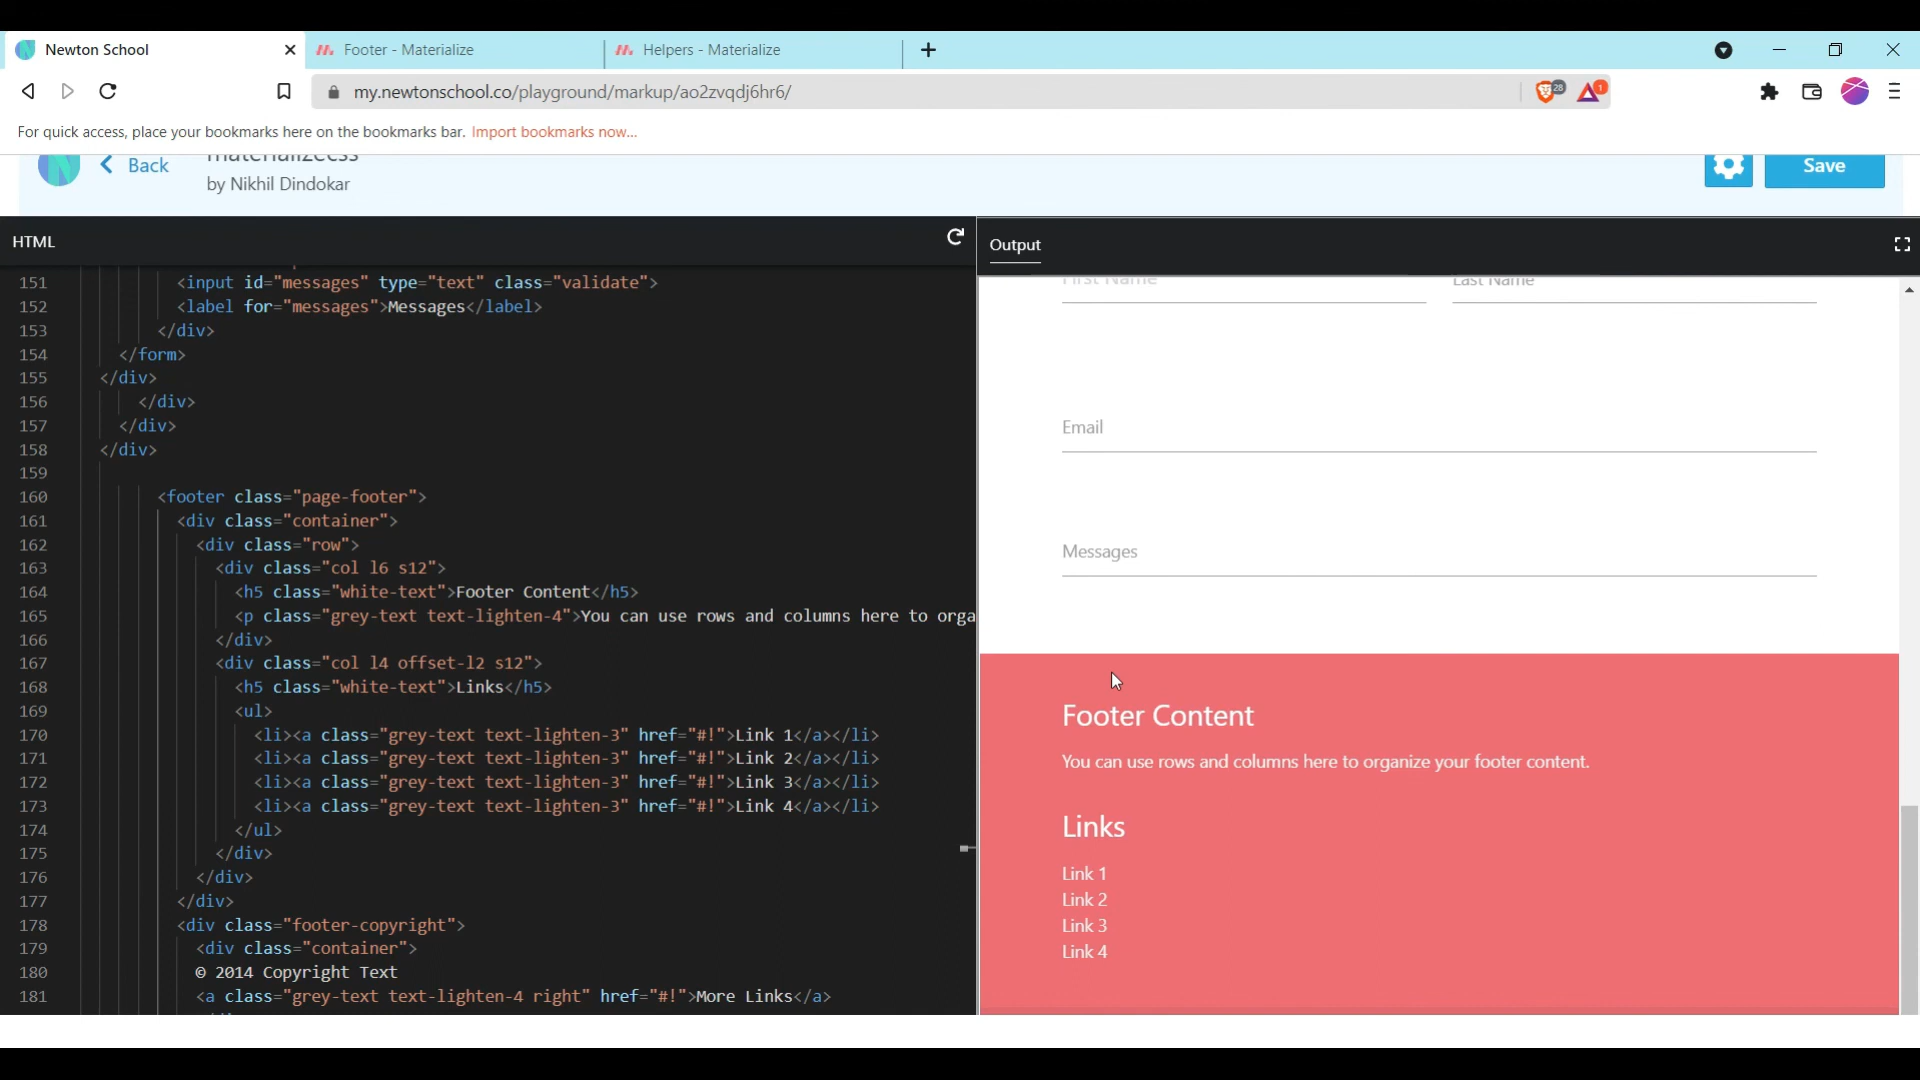 Newton School
Footer - Materialize
Helpers - Materialize
my.newtonschool.co/playground/markup/ao2zvqdj6hr6/
28
1
For quick access, place your bookmarks here on the bookmarks bar. Import bookmarks now...
Back
materializecss
by Nikhil Dindokar
Save
HTML
151 <input id="messages" type="text" class="validate">
152 <label for="messages">Messages</label>
153 </div>
154 </form>
155 </div>
156 </div>
157 </div>
158 </div>
159
160 <footer class="page-footer">
161 <div class="container">
162 <div class="row">
163 <div class="col l6 s12">
164 <h5 class="white-text">Footer Content</h5>
165 <p class="grey-text text-lighten-4">You can use rows and columns here to orga
166 </div>
167 <div class="col l4 offset-l2 s12">
168 <h5 class="white-text">Links</h5>
169 <ul>
170 <li><a class="grey-text text-lighten-3" href="#!">Link 1</a></li>
171 <li><a class="grey-text text-lighten-3" href="#!">Link 2</a></li>
172 <li><a class="grey-text text-lighten-3" href="#!">Link 3</a></li>
173 <li><a class="grey-text text-lighten-3" href="#!">Link 4</a></li>
174 </ul>
175 </div>
176 </div>
177 </div>
178 <div class="footer-copyright">
179 <div class="container">
180 © 2014 Copyright Text
181 <a class="grey-text text-lighten-4 right" href="#!">More Links</a>
Output
First Name
Last Name
Email
Messages
Footer Content
You can use rows and columns here to organize your footer content.
Links
Link 1
Link 2
Link 3
Link 4